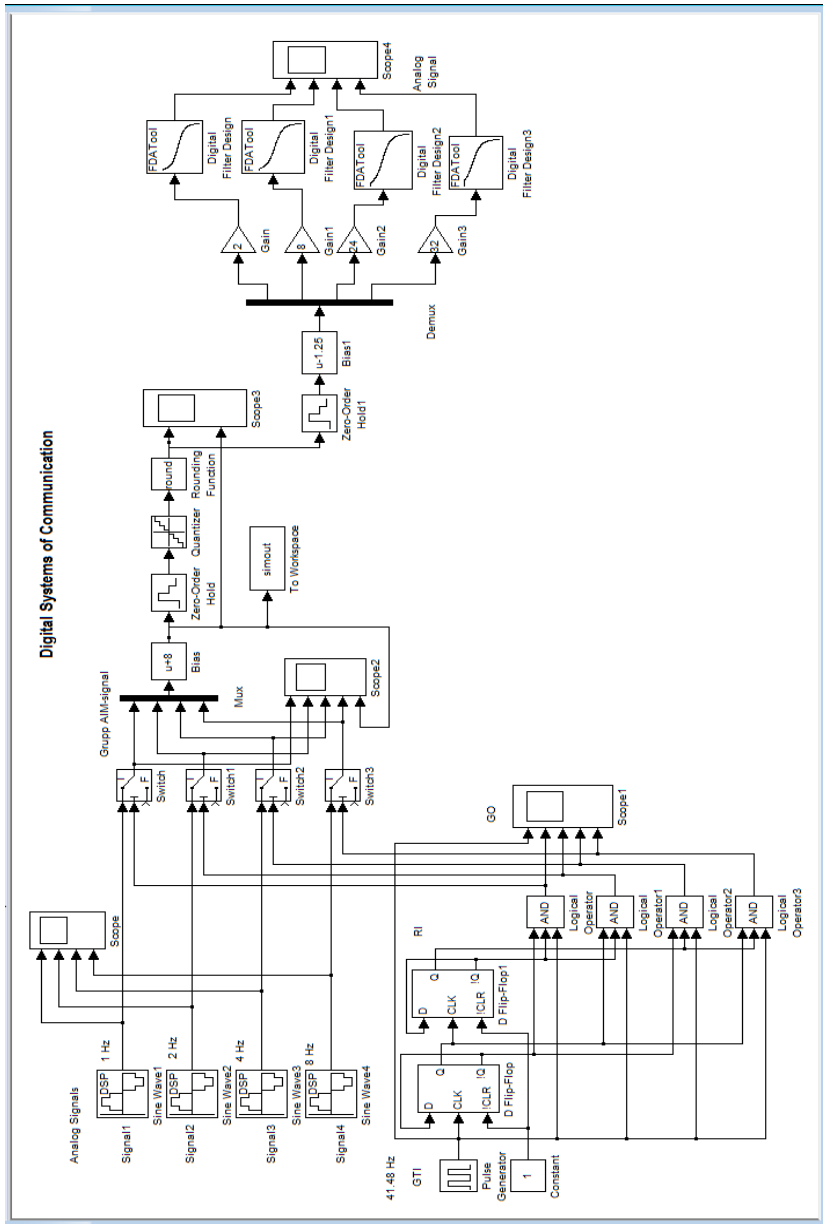 Digital Systems of Communication
Analog Signals
Signal1
DSP
1 Hz
Sine Wave1
Signal2
DSP
2 Hz
Sine Wave2
Signal3
DSP
4 Hz
Sine Wave3
Signal4
DSP
8 Hz
Sine Wave4
Scope
F
Switch
F
Switch1
F
Switch2
F
Switch3
Grupp AIM-signal
Mux
Scope2
u+8
Bias
Zero-Order
Hold
Quantizer
round
Rounding
Function
simout
To Workspace
Scope3
Zero-Order
Hold1
u-1.25
Bias1
Demux
2
Gain
8
Gain1
24
Gain2
32
Gain3
FDATool
Digital
Filter Design
FDATool
Digital
Filter Design1
FDATool
Digital
Filter Design2
FDATool
Digital
Filter Design3
Scope4
Analog
Signal
41.48 Hz
GTI
Pulse
Generator
1
Constant
D
CLK
!CLR
Q
!Q
D Flip-Flop
RI
D
CLK
!CLR
Q
!Q
D Flip-Flop1
AND
Logical
Operator
AND
Logical
Operator1
AND
Logical
Operator2
AND
Logical
Operator3
GO
Scope1